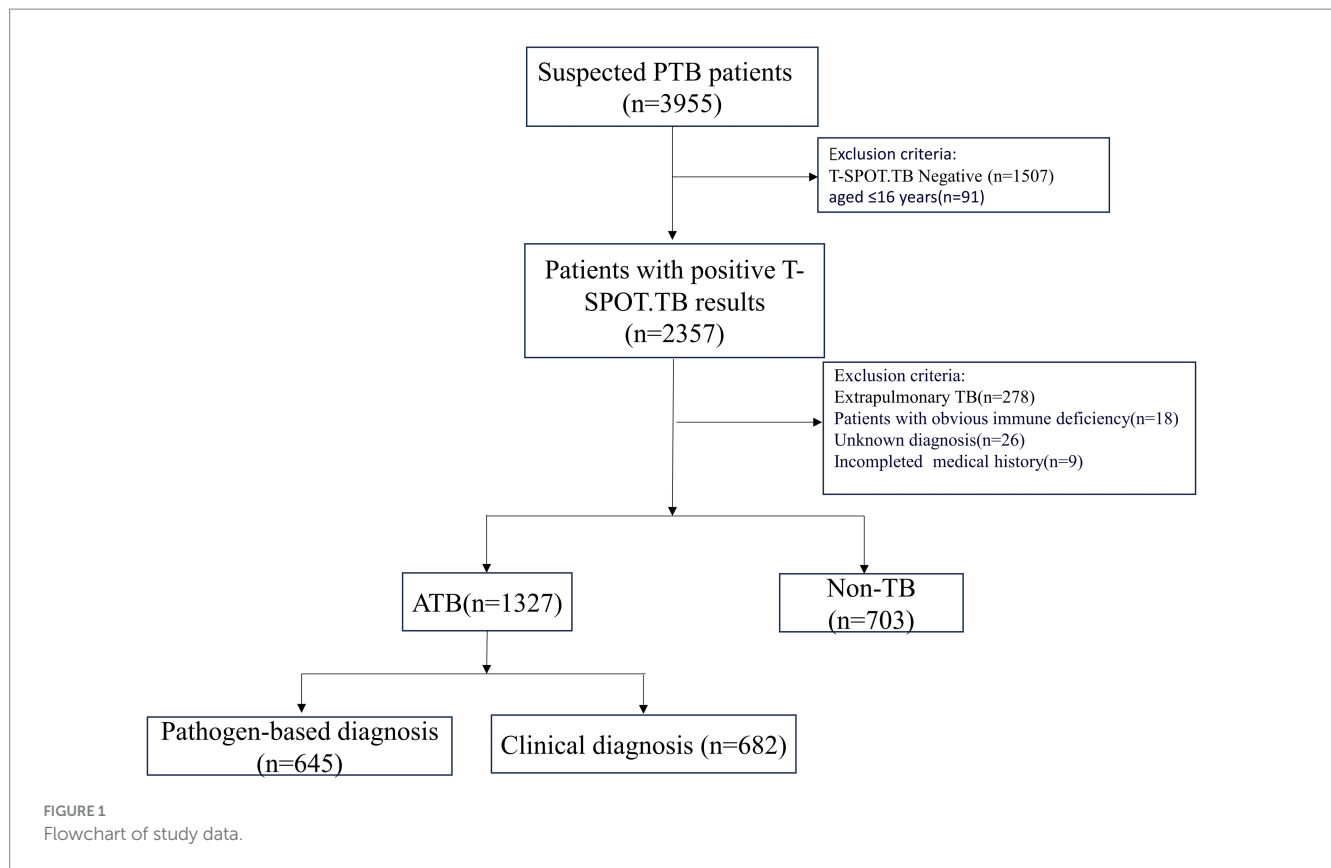 Suspected PTB patients
(n=3955)
Exclusion criteria:
T-SPOT.TB Negative (n=1507)
aged ≤16 years(n=91)
Patients with positive T-
SPOT.TB results
(n=2357)
Exclusion criteria:
Extrapulmonary TB(n=278)
Patients with obvious immune deficiency(n=18)
Unknown diagnosis(n=26)
Incompleted medical history(n=9)
ATB(n=1327)
Non-TB
(n=703)
Pathogen-based diagnosis
(n=645)
Clinical diagnosis (n=682)
FIGURE 1
Flowchart of study data.